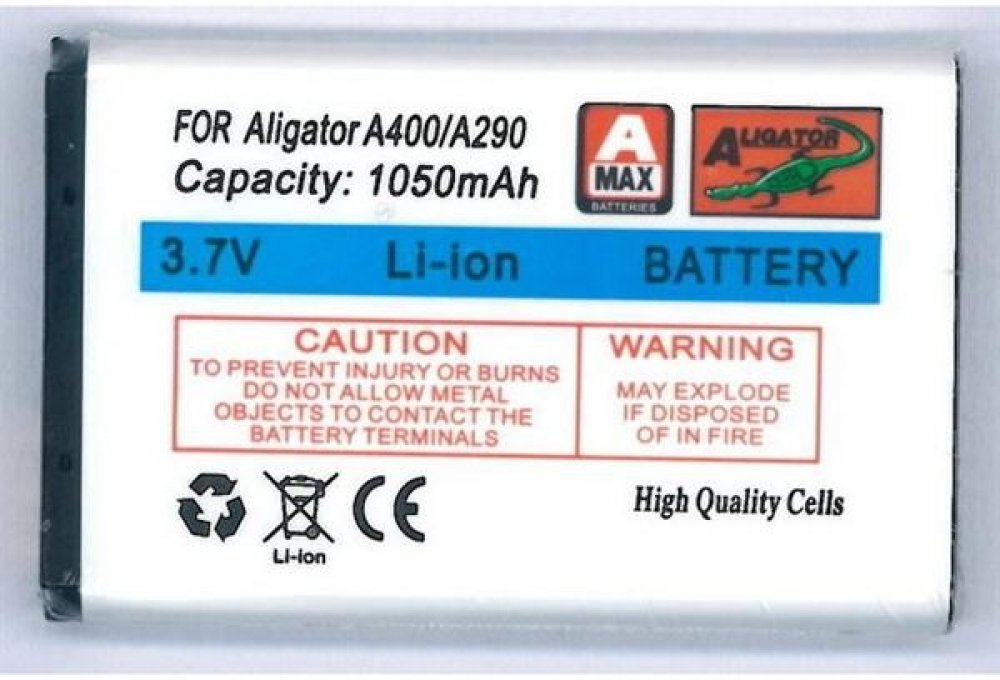 FOR Aligator A400/A290
Capacity: 1050mAh
A
MAX
BATTERIES
ALIGATOR
3.7V Li-ion BATTERY
CAUTION
TO PREVENT INJURY OR BURNS
DO NOT ALLOW METAL
OBJECTS TO CONTACT THE
BATTERY TERMINALS
WARNING
MAY EXPLODE
IF DISPOSED
OF IN FIRE
Li-ion
CE
High Quality Cells